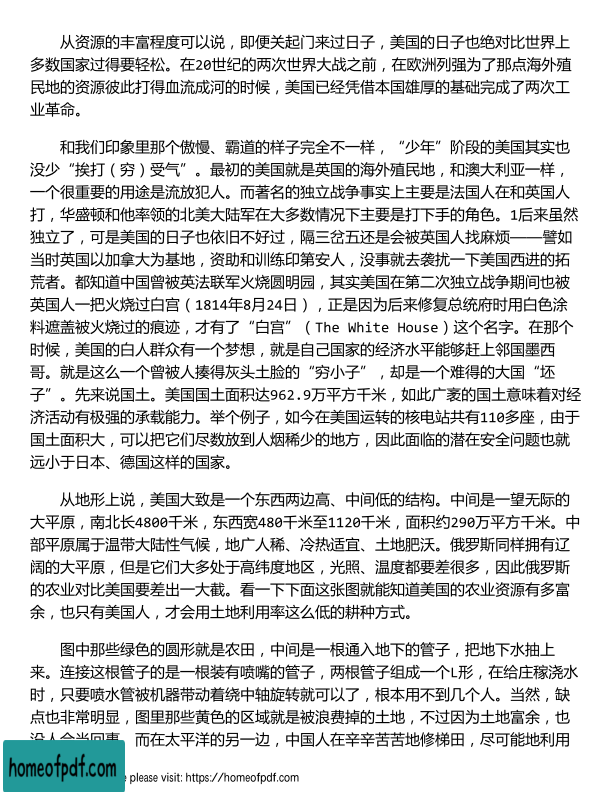 从资源的丰富程度可以说，即便关起门来过日子，美国的日子也绝对比世界上
多数国家过得要轻松。在20世纪的两次世界大战之前，在欧洲列强为了那点海外殖
民地的资源彼此打得血流成河的时候，美国已经凭借本国雄厚的基础完成了两次工
业革命。
和我们印象里那个傲慢、霸道的样子完全不一样，“少年”阶段的美国其实也
没少“挨打（穷）受气”。最初的美国就是英国的海外殖民地，和澳大利亚一样，
一个很重要的用途是流放犯人。而著名的独立战争事实上主要是法国人在和英国人
打，华盛顿和他率领的北美大陆军在大多数情况下主要是打下手的角色。1后来虽然
独立了，可是美国的日子也依旧不好过，隔三岔五还是会被英国人找麻烦——譬如
当时英国以加拿大为基地，资助和训练印第安人，没事就去袭扰一下美国西进的拓
荒者。都知道中国曾被英法联军火烧圆明园，其实美国在第二次独立战争期间也被
英国人一把火烧过白宫（1814年8月24日），正是因为后来修复总统府时用白色涂
料遮盖被火烧过的痕迹，才有了“白宫”（The White House）这个名字。在那个
时候，美国的白人群众有一个梦想，就是自己国家的经济水平能够赶上邻国墨西
哥。就是这么一个曾被人揍得灰头土脸的“穷小子”，却是一个难得的大国“坯
子”。先来说国土。美国国土面积达962.9万平方千米，如此广袤的国土意味着对经
济活动有极强的承载能力。举个例子，如今在美国运转的核电站共有110多座，由于
国土面积大，可以把它们尽数放到人烟稀少的地方，因此面临的潜在安全问题也就
远小于日本、德国这样的国家。
从地形上说，美国大致是一个东西两边高、中间低的结构。中间是一望无际的
大平原，南北长4800千米，东西宽480千米至1120千米，面积约290万平方千米。中
部平原属于温带大陆性气候，地广人稀、冷热适宜、土地肥沃。俄罗斯同样拥有辽
阔的大平原，但是它们大多处于高纬度地区，光照、温度都要差很多，因此俄罗斯
的农业对比美国要差出一大截。看一下下面这张图就能知道美国的农业资源有多富
余，也只有美国人，才会用土地利用率这么低的耕种方式。
图中那些绿色的圆形就是农田，中间是一根通入地下的管子，把地下水抽上
来。连接这根管子的是一根装有喷嘴的管子，两根管子组成一个L形，在给庄稼浇水
时，只要喷水管被机器带动着绕中轴旋转就可以了，根本用不到几个人。当然，缺
点也非常明显，图里那些黄色的区域就是被浪费掉的土地，不过因为土地富余，也
没人会当回事。而在太平洋的另一边，中国人在辛辛苦苦地修梯田，尽可能地利用
homeofpdf.com
please visit: https://homeofpdf.com